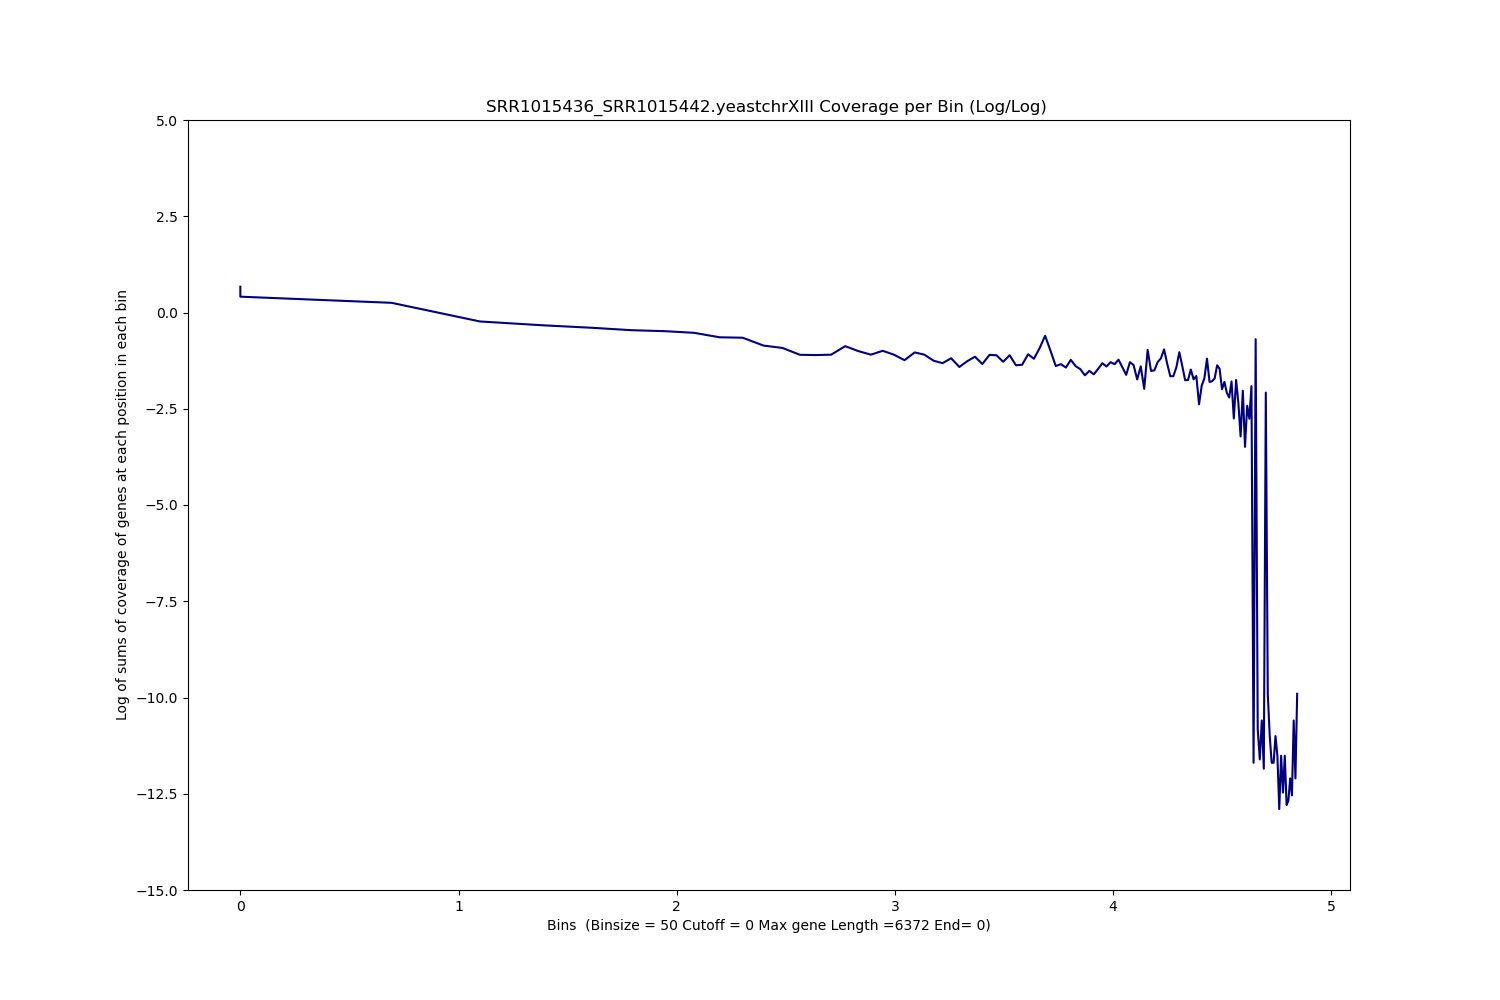 SRR1015436_SRR1015442.yeastchrXIII Coverage per Bin (Log/Log)
Log of sums of coverage of genes at each position in each bin
5.0
2.5
0.0
−2.5
−5.0
−7.5
−10.0
−12.5
−15.0
0 1 2 3 4 5
Bins  (Binsize = 50 Cutoff = 0 Max gene Length =6372 End= 0)